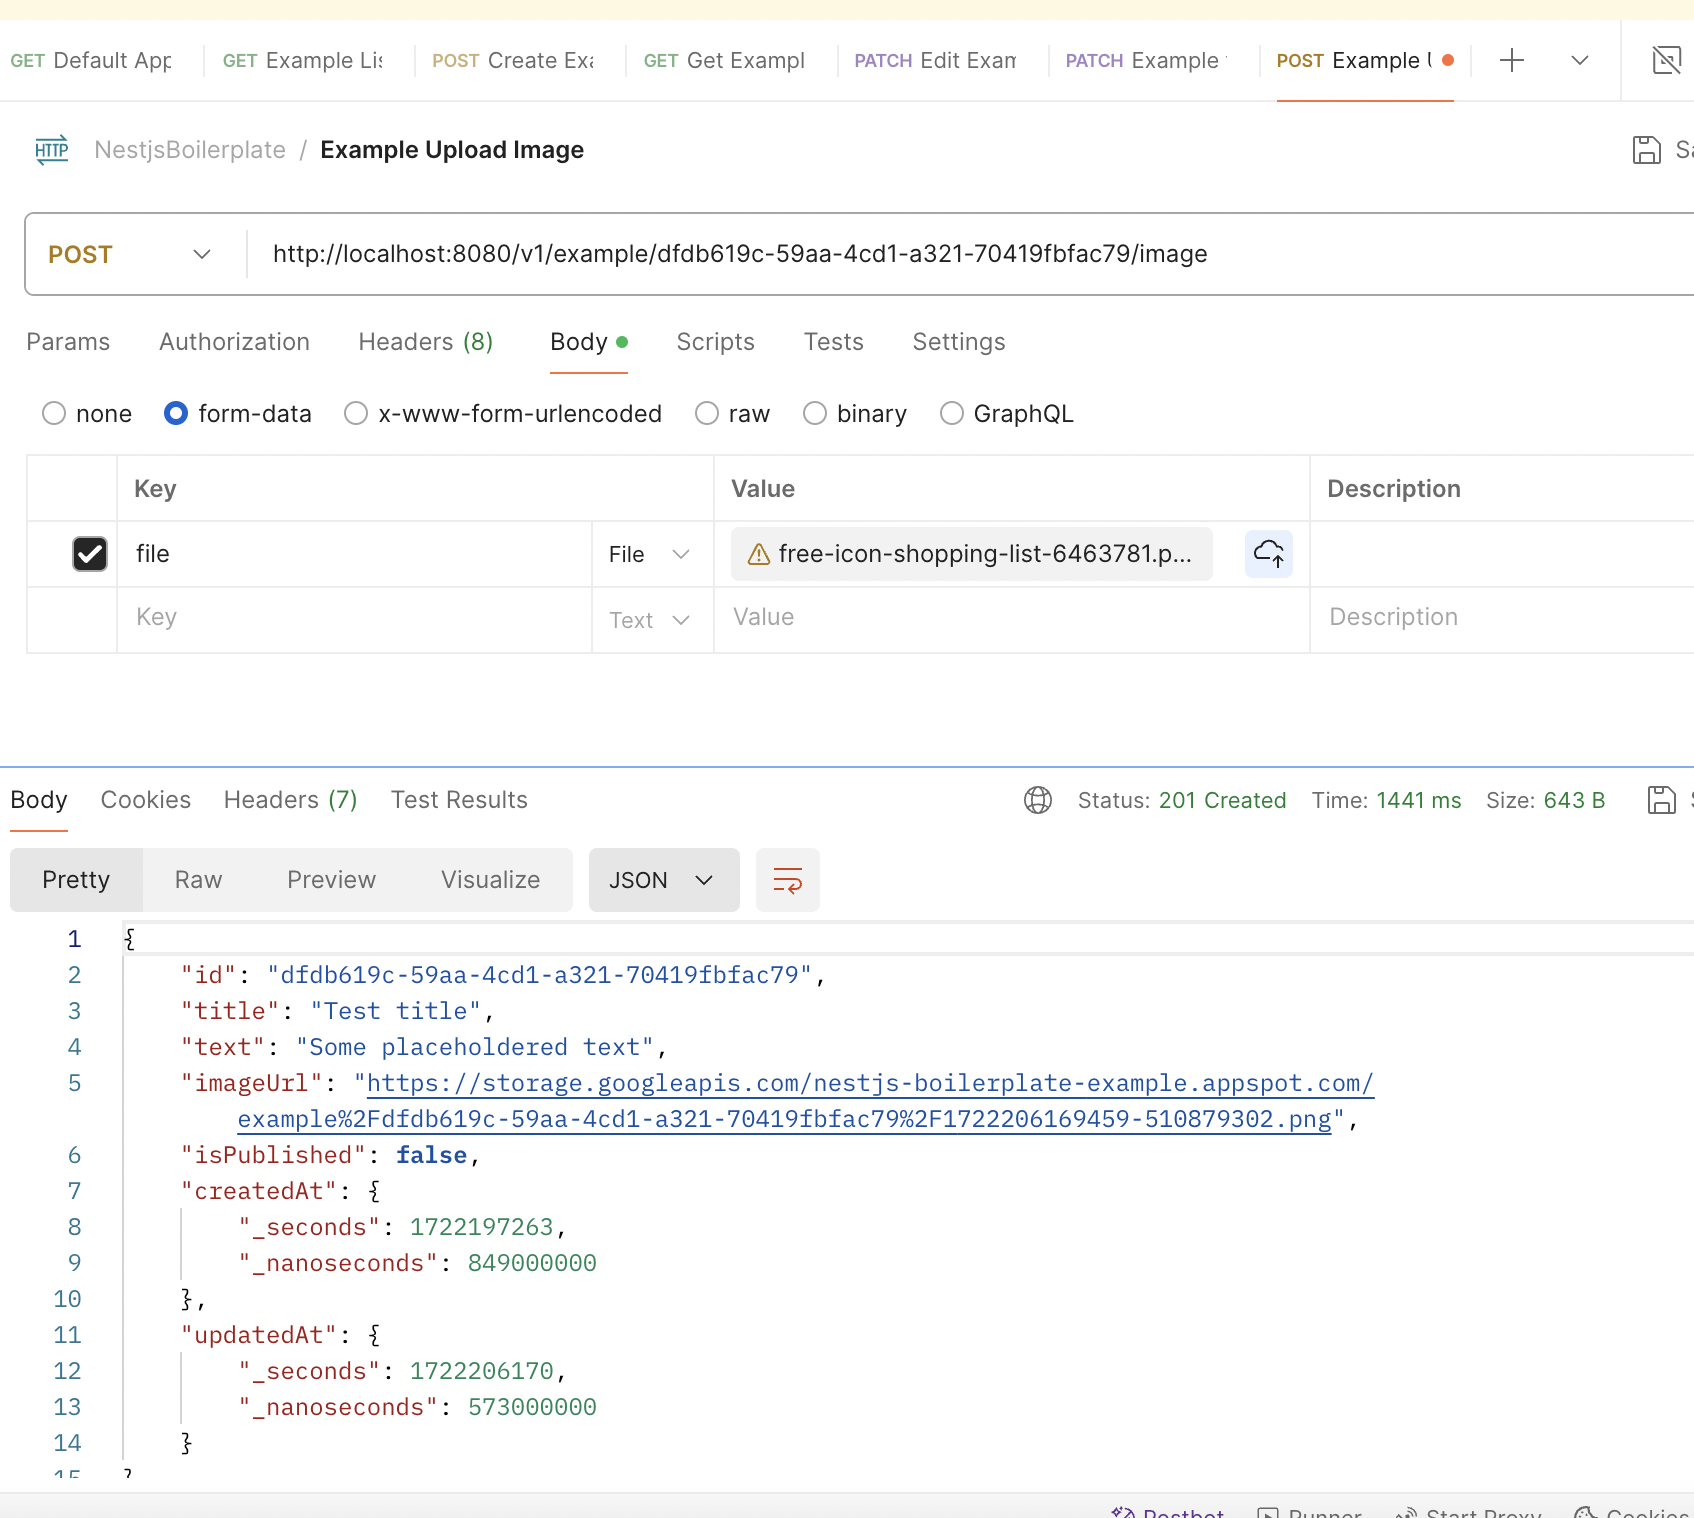 GET Default App GET Example Lis POST Create Exa GET Get Exampl PATCH Edit Exam PATCH Example POST Example U
HTTP NestjsBoilerplate / Example Upload Image Sa
POST http://localhost:8080/v1/example/dfdb619c-59aa-4cd1-a321-70419fbfac79/image
Params Authorization Headers (8) Body Scripts Tests Settings
none form-data x-www-form-urlencoded raw binary GraphQL
Key Value Description
file File free-icon-shopping-list-6463781.p...
Key Text Value Description
Body Cookies Headers (7) Test Results Status: 201 Created Time: 1441 ms Size: 643 B
Pretty Raw Preview Visualize JSON
1 {
2 "id": "dfdb619c-59aa-4cd1-a321-70419fbfac79",
3 "title": "Test title",
4 "text": "Some placeholdered text",
5 "imageUrl": "https://storage.googleapis.com/nestjs-boilerplate-example.appspot.com/
example%2Fdfdb619c-59aa-4cd1-a321-70419fbfac79%2F1722206169459-510879302.png",
6 "isPublished": false,
7 "createdAt": {
8 "_seconds": 1722197263,
9 "_nanoseconds": 849000000
10 },
11 "updatedAt": {
12 "_seconds": 1722206170,
13 "_nanoseconds": 573000000
14 }
15 }
Postbot Runner Start Proxy Cookies